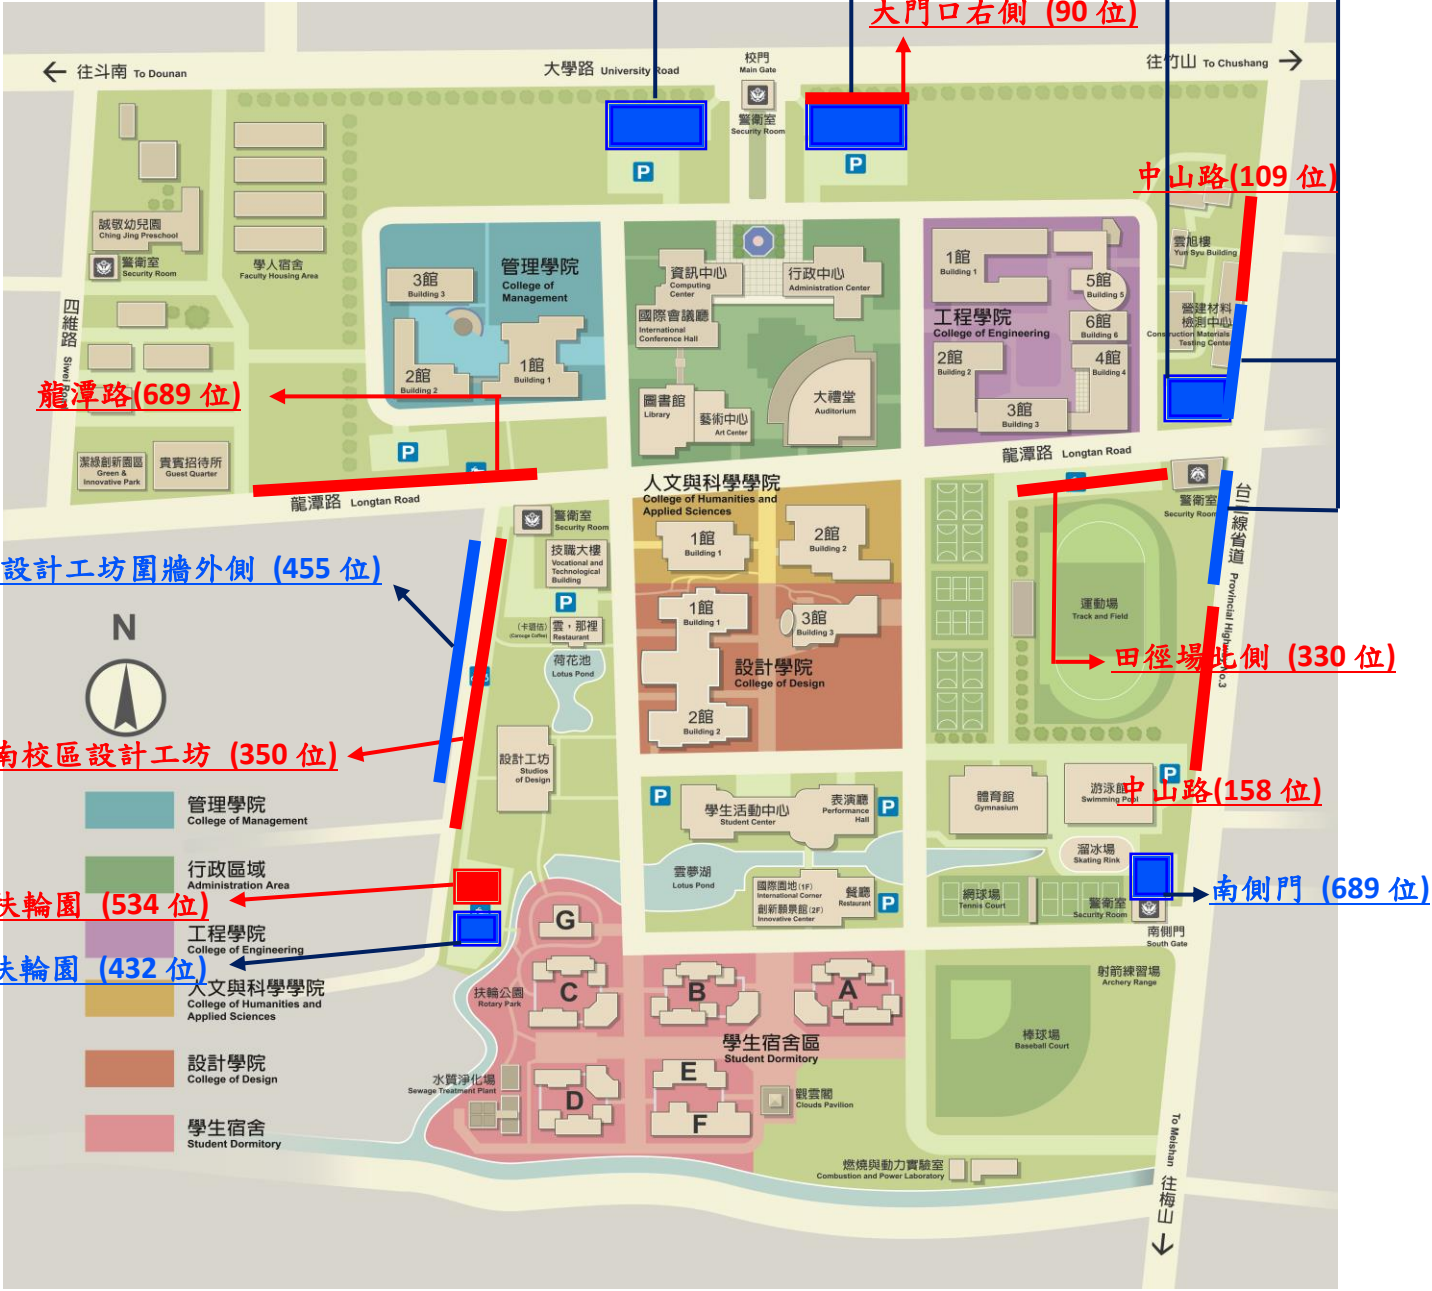 大門口右側 (90 位)
校門
Main Gate
往斗南 To Dounan
大學路 University Road
往竹山 To Chushang
警衛室
Security Room
P
P
中山路(109 位)
誠敬幼兒園
Ching Jing Preschool
警衛室
Security Room
學人宿舍
Faculty Housing Area
四維路 Siwei Road
3館
Building 3
管理學院
College of
Management
2館
Building 2
1館
Building 1
資訊中心
Computing
Center
行政中心
Administration Center
國際會議廳
International
Conference Hall
圖書館
Library
藝術中心
Art Center
大禮堂
Auditorium
1館
Building 1
5館
Building 5
工程學院
College of Engineering
6館
Building 6
2館
Building 2
4館
Building 4
3館
Building 3
雲旭樓
Yun Syu Building
營建材料
檢測中心
Construction Materials
Testing Center
龍潭路(689 位)
P
潔綠創新園區
Green &
Innovative Park
貴賓招待所
Guest Quarter
龍潭路 Longtan Road
龍潭路 Longtan Road
人文與科學學院
College of Humanities and
Applied Sciences
警衛室
Security Room
台三線省道 Provincial Highway No.3
警衛室
Security Room
技職大樓
Vocational and
Technological
Building
1館
Building 1
2館
Building 2
設計工坊圍牆外側 (455 位)
P
雲，那裡
Restaurant
1館
Building 1
3館
Building 3
運動場
Track and Field
N
荷花池
Lotus Pond
設計學院
College of Design
田徑場北側 (330 位)
2館
Building 2
南校區設計工坊 (350 位)
設計工坊
Studios
of Design
P
中山路(158 位)
管理學院
College of Management
P
學生活動中心
Student Center
表演廳
Performance
Hall
P
體育館
Gymnasium
游泳館
Swimming Pool
溜冰場
Skating Rink
行政區域
Administration Area
雲夢湖
Lotus Pond
國際園地(1F)
International Corner
創新願景館(2F)
Innovative Center
餐廳
Restaurant
P
網球場
Tennis Court
警衛室
Security Room
南側門 (689 位)
扶輪園 (534 位)
工程學院
College of Engineering
G
南側門
South Gate
扶輪園 (432 位)
人文與科學學院
College of Humanities and
Applied Sciences
扶輪公園
Rotary Park
C
B
A
射箭練習場
Archery Range
學生宿舍區
Student Dormitory
棒球場
Baseball Court
設計學院
College of Design
水質淨化場
Sewage Treatment Plant
D
E
F
觀雲閣
Clouds Pavilion
學生宿舍
Student Dormitory
燃燒與動力實驗室
Combustion and Power Laboratory
To Meishan 往梅山